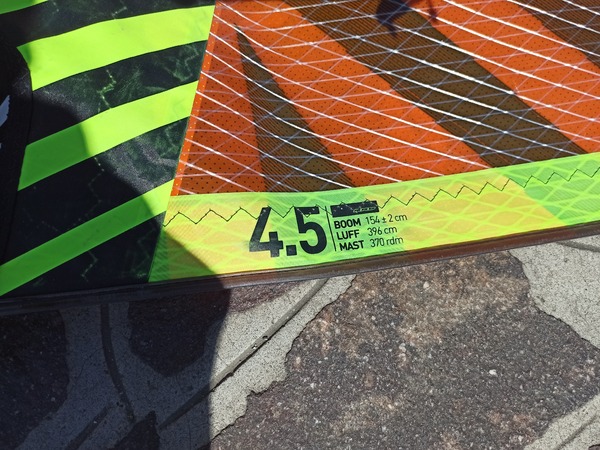 4.5
BOOM 154 ± 2 cm
LUFF 396 cm
MAST 370 rdm